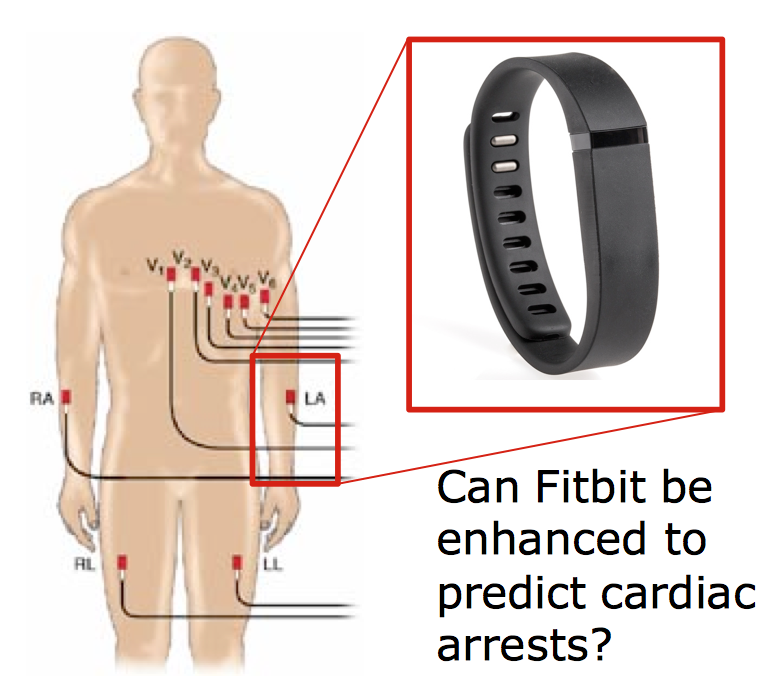 V1 V2 V3 V4 V5 V6
RA
LA
RL
LL
Can Fitbit be
enhanced to
predict cardiac
arrests?